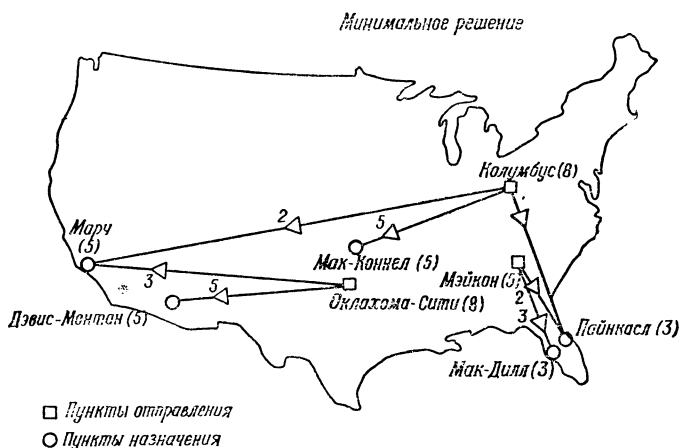 Минимальное решение
Колумбус (8)
2
5
Марч
(5)
Мак-Коннел (5)
3
Мэйкон (5)
5
Оклахома-Сити (8)
2
Дэвис-Монтан (5)
3
Пайнкасл (3)
Мак-Дилл (3)
Пункты отправления
Пункты назначения